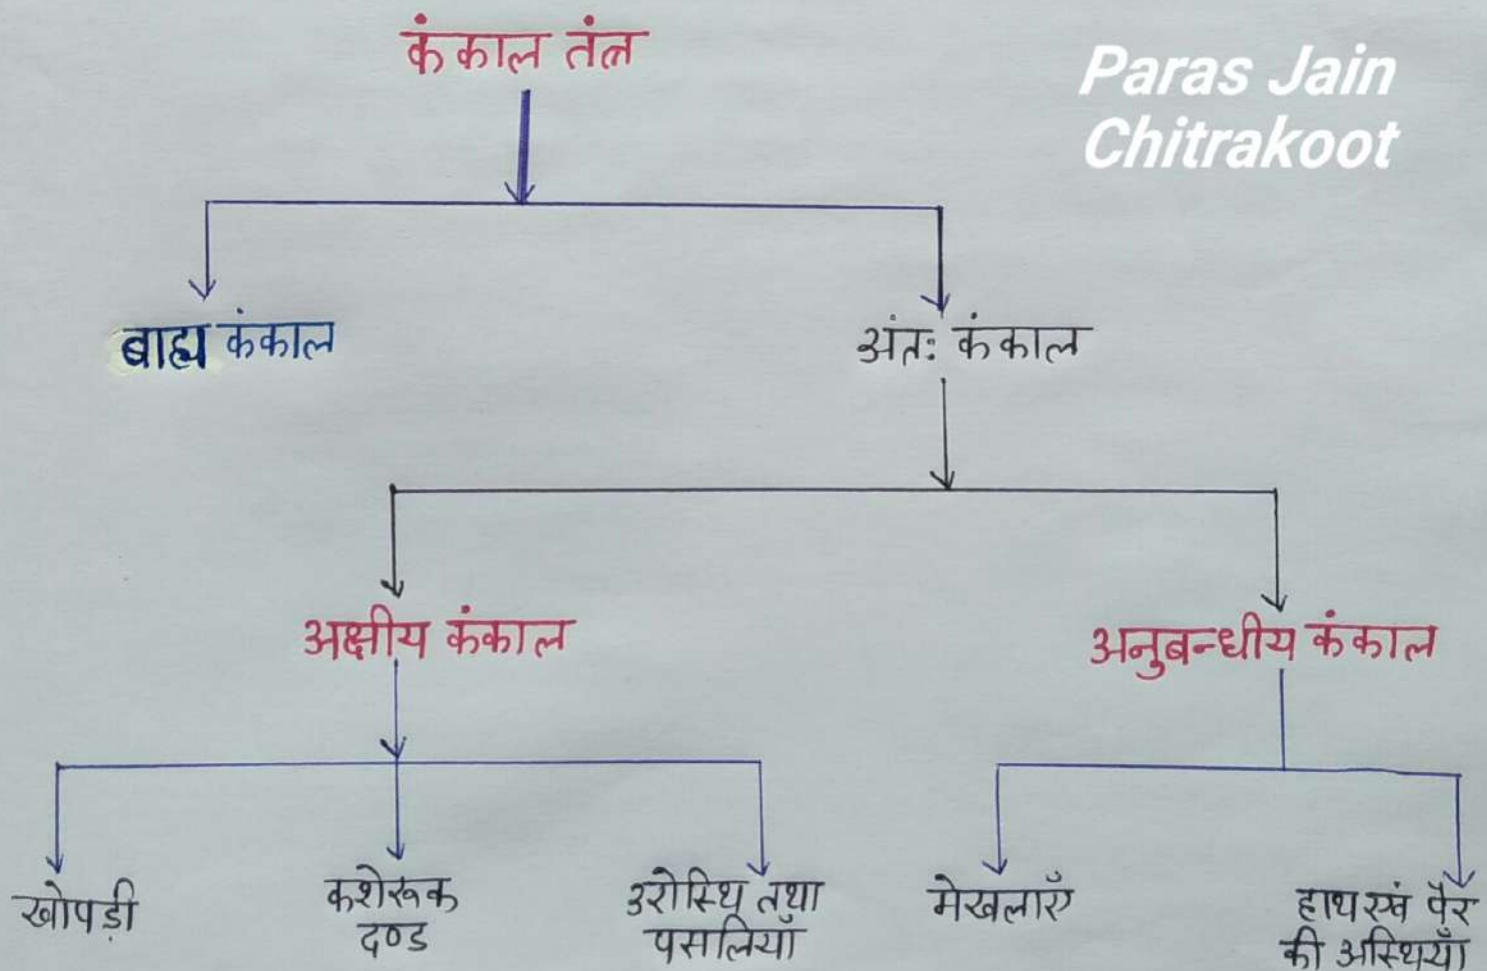 कंकाल तंत्र
Paras Jain
Chitrakoot
बाह्य कंकाल
अंतः कंकाल
अक्षीय कंकाल
अनुबन्धीय कंकाल
खोपड़ी
कशेरूक
दण्ड
उरोस्थि तथा
पसलियाँ
मेखलाएँ
हाथ एवं पैर
की अस्थियाँ